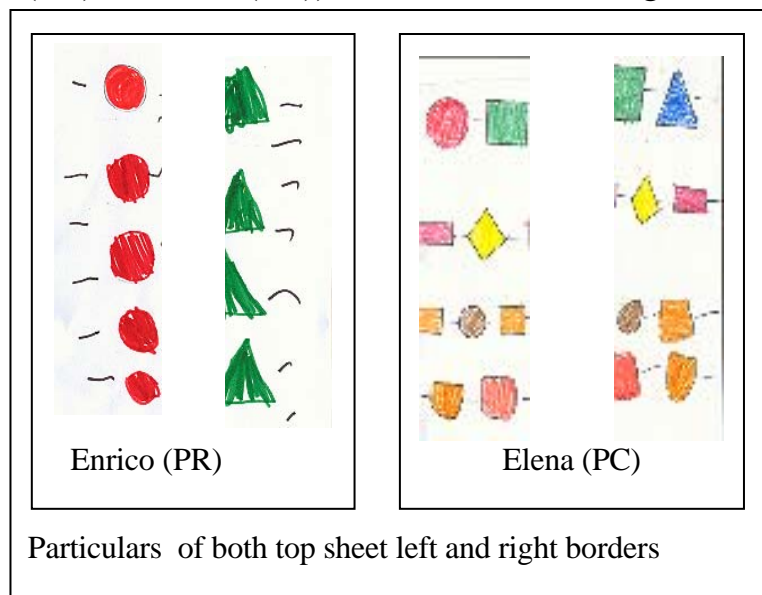 Enrico (PR)
Elena (PC)
Particulars of both top sheet left and right borders